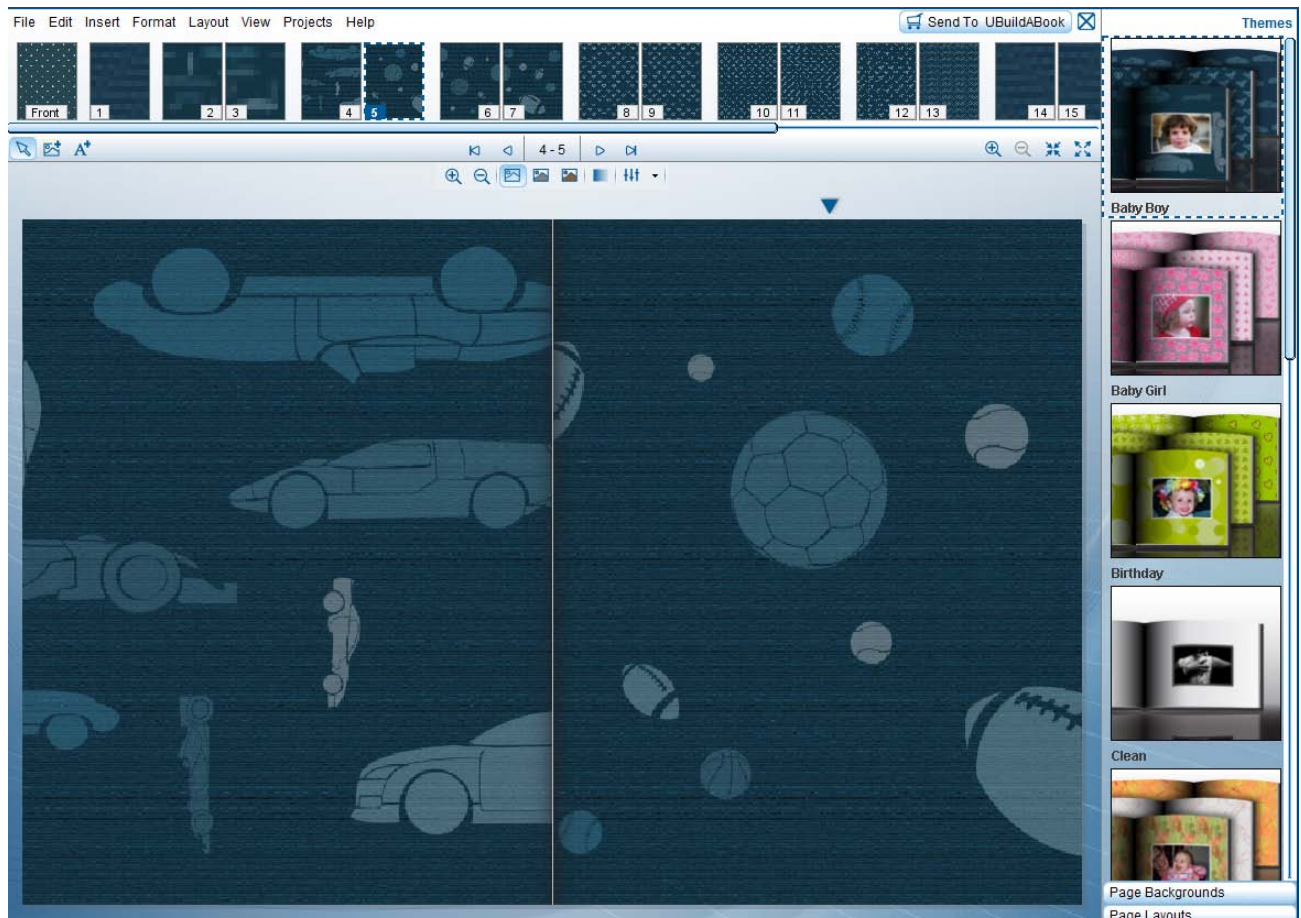 File Edit Insert Format Layout View Projects Help
Send To UBuildABook
Themes
Front 1 2 3 4 5 6 7 8 9 10 11 12 13 14 15
4 - 5
Baby Boy
Baby Girl
Birthday
Clean
Page Backgrounds
Page Layouts